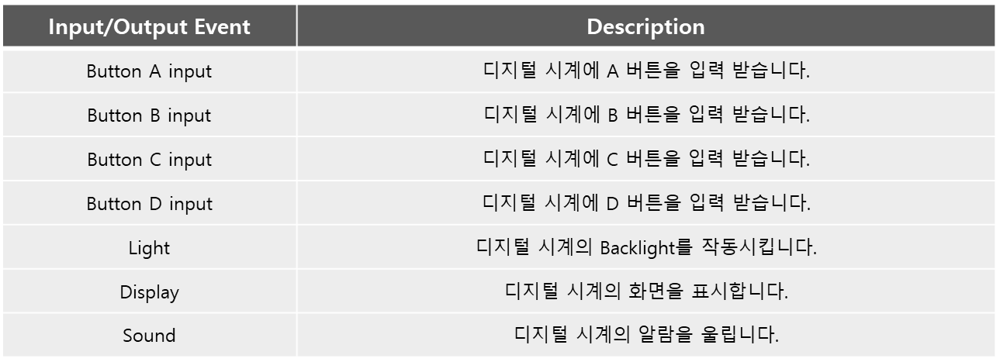 Input/Output Event Description
Button A input 디지털 시계에 A 버튼을 입력 받습니다.
Button B input 디지털 시계에 B 버튼을 입력 받습니다.
Button C input 디지털 시계에 C 버튼을 입력 받습니다.
Button D input 디지털 시계에 D 버튼을 입력 받습니다.
Light 디지털 시계의 Backlight를 작동시킵니다.
Display 디지털 시계의 화면을 표시합니다.
Sound 디지털 시계의 알람을 울립니다.